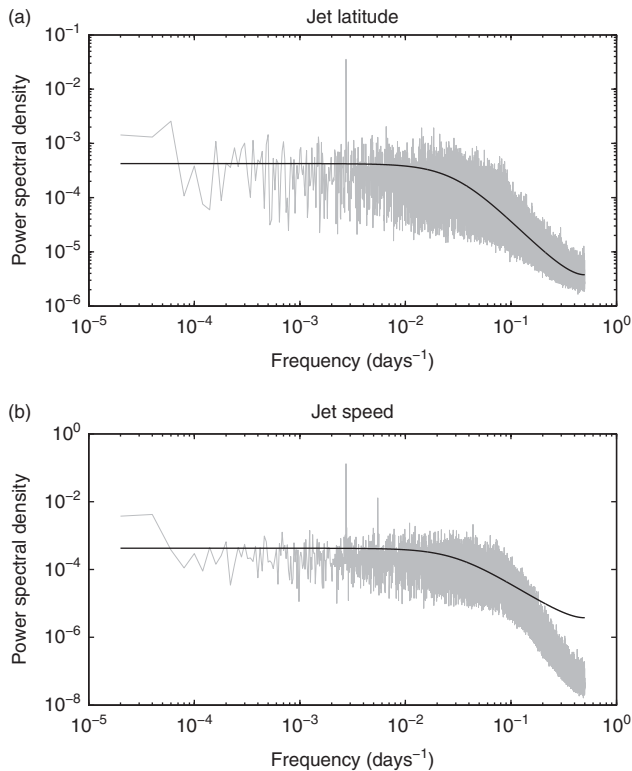 (a)
Jet latitude
10⁻¹
10⁻²
10⁻³
10⁻⁴
10⁻⁵
10⁻⁶
Power spectral density
10⁻⁵ 10⁻⁴ 10⁻³ 10⁻² 10⁻¹ 10⁰
Frequency (days⁻¹)
(b)
Jet speed
10⁰
10⁻²
10⁻⁴
10⁻⁶
10⁻⁸
Power spectral density
10⁻⁵ 10⁻⁴ 10⁻³ 10⁻² 10⁻¹ 10⁰
Frequency (days⁻¹)